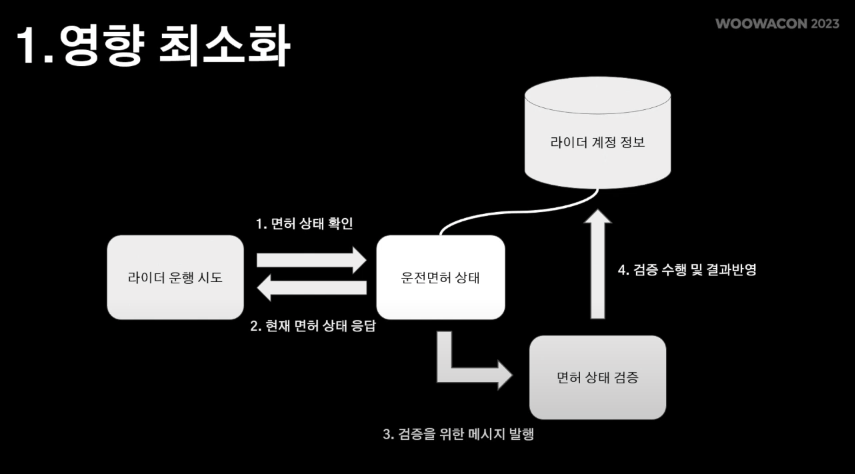 WOOWACON 2023
1.영향 최소화
라이더 계정 정보
1. 면허 상태 확인
라이더 운행 시도
운전면허 상태
4. 검증 수행 및 결과반영
2. 현재 면허 상태 응답
면허 상태 검증
3. 검증을 위한 메시지 발행